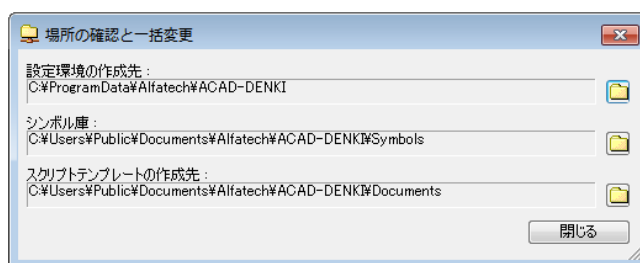 場所の確認と一括変更
設定環境の作成先：
C:¥ProgramData¥Alfatech¥ACAD-DENKI
シンボル庫：
C:¥Users¥Public¥Documents¥Alfatech¥ACAD-DENKI¥Symbols
スクリプトテンプレートの作成先：
C:¥Users¥Public¥Documents¥Alfatech¥ACAD-DENKI¥Documents
閉じる